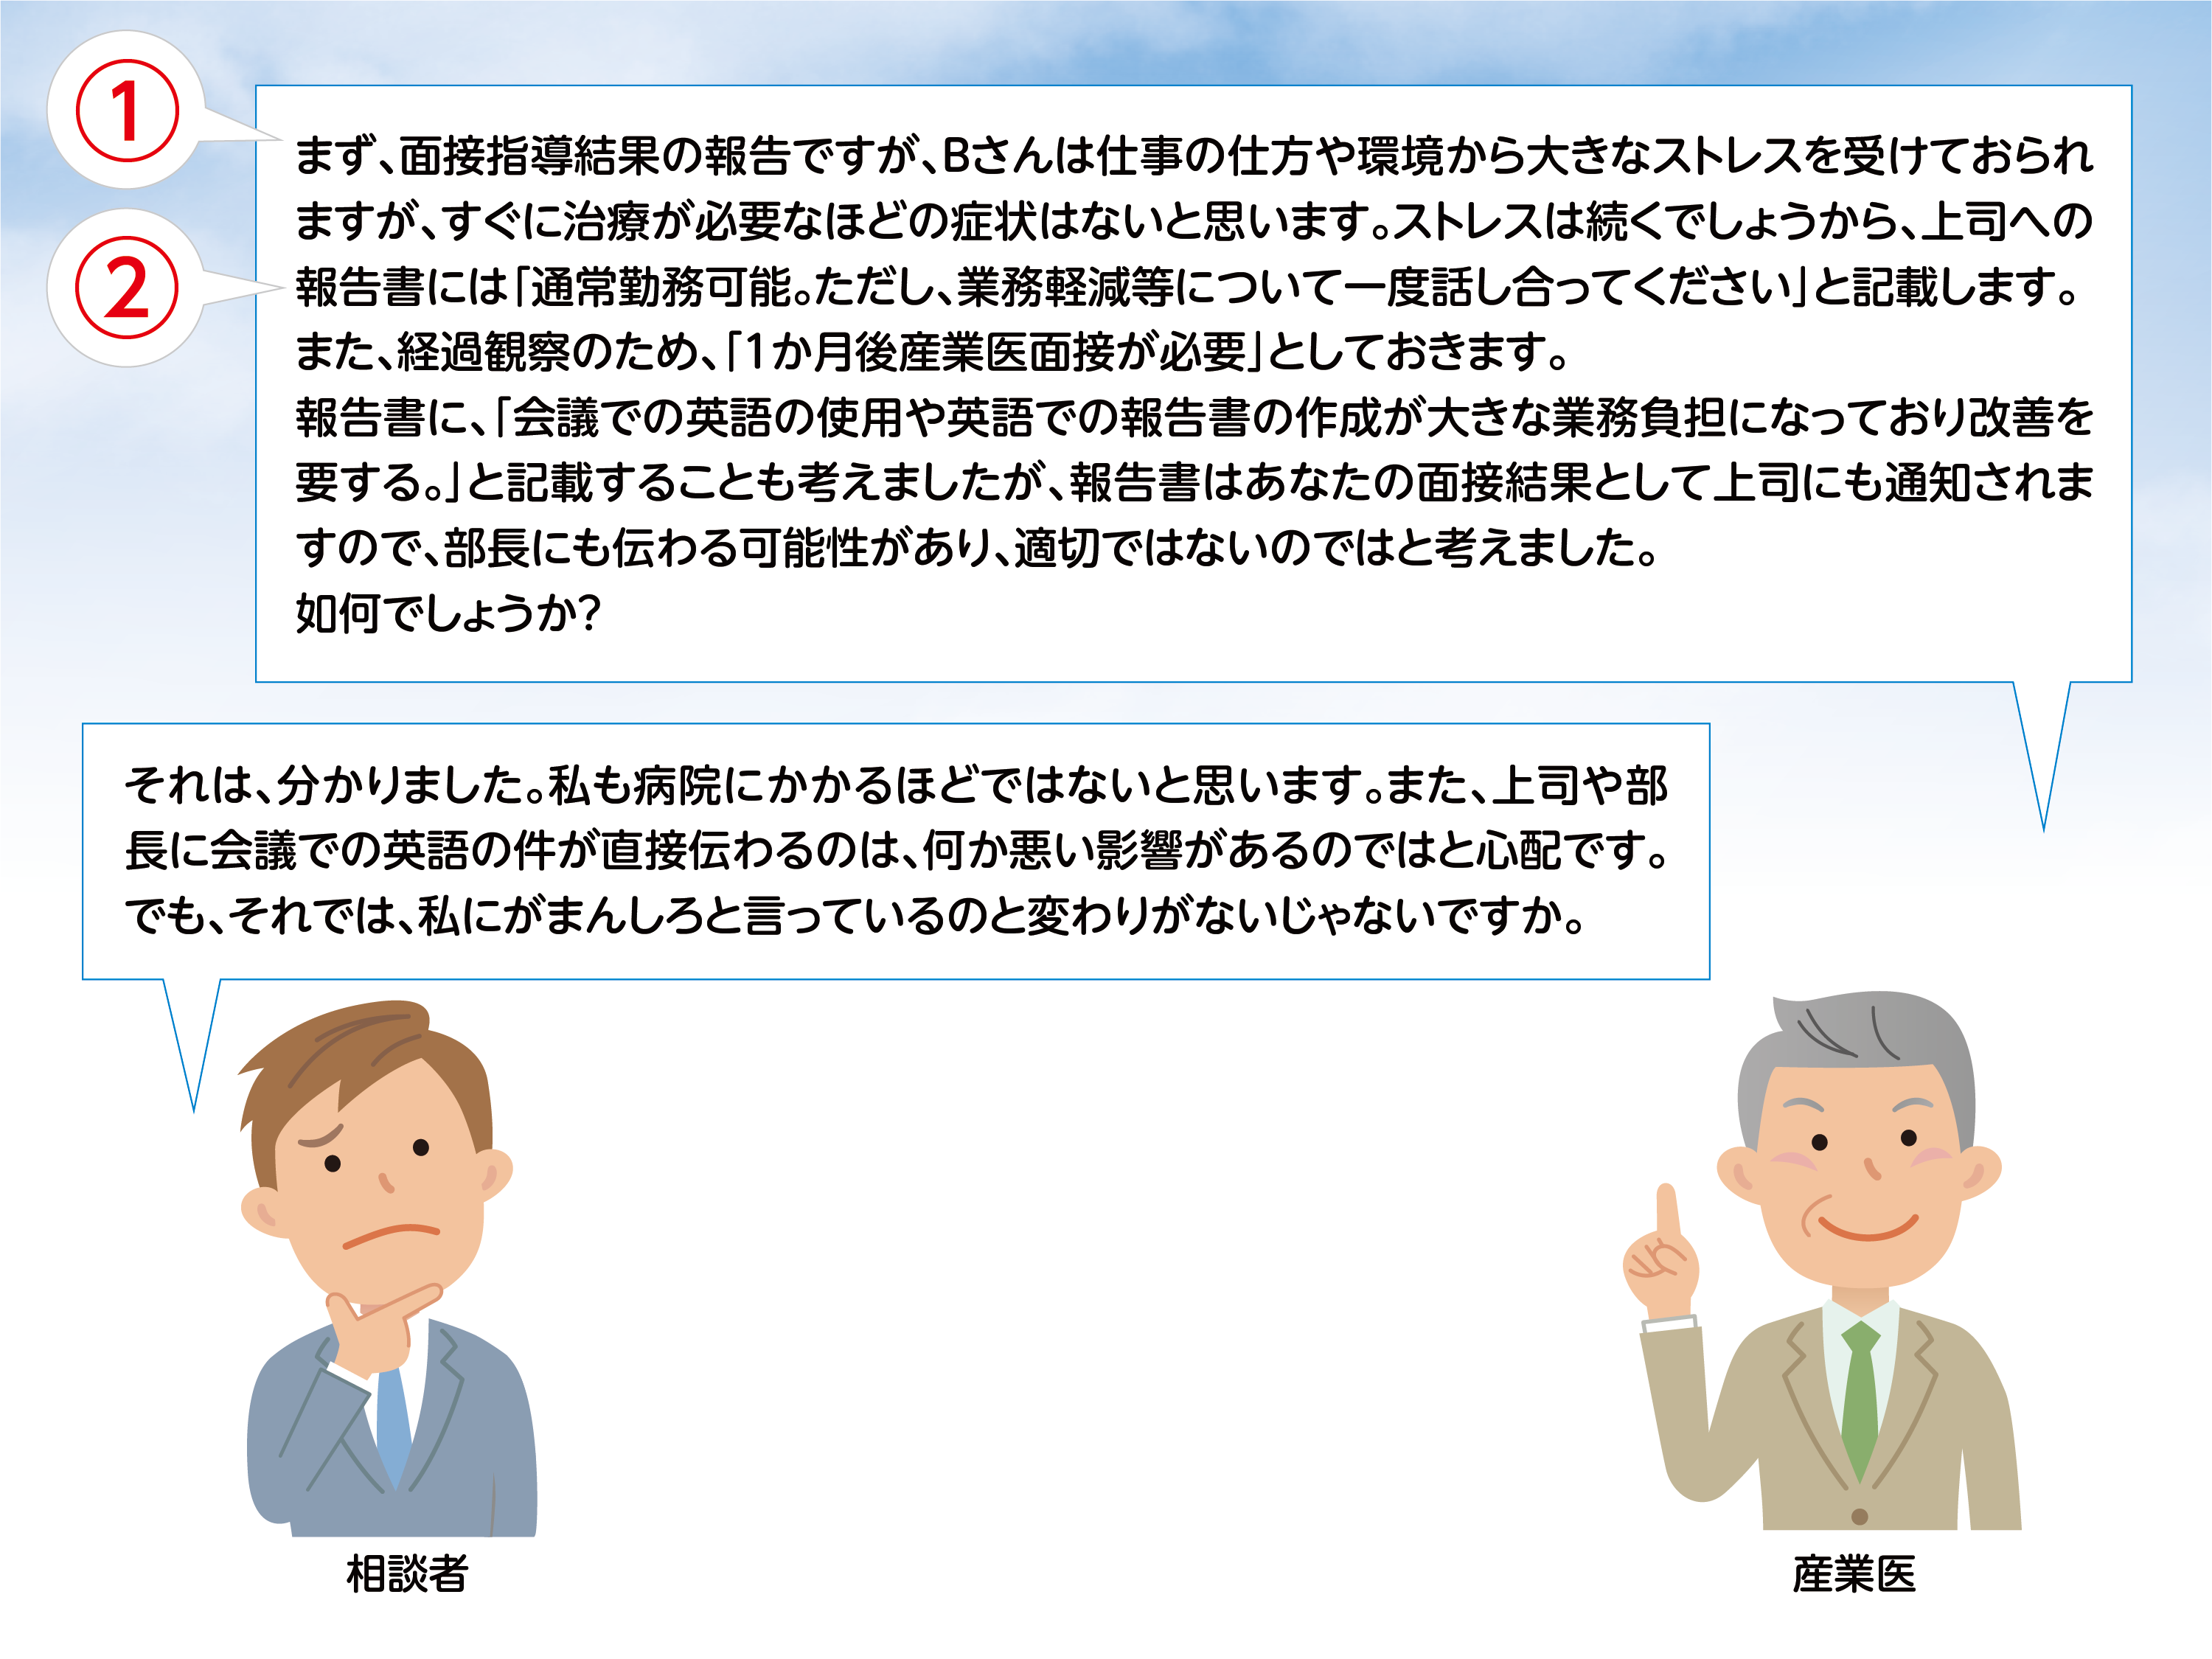 ①
②
まず、面接指導結果の報告ですが、Bさんは仕事の仕方や環境から大きなストレスを受けておられ
ますが、すぐに治療が必要なほどの症状はないと思います。ストレスは続くでしょうから、上司への
報告書には「通常勤務可能。ただし、業務軽減等について一度話し合ってください」と記載します。
また、経過観察のため、「1か月後産業医面接が必要」としておきます。
報告書に、「会議での英語の使用や英語での報告書の作成が大きな業務負担になっており改善を
要する。」と記載することも考えましたが、報告書はあなたの面接結果として上司にも通知されま
すので、部長にも伝わる可能性があり、適切ではないのではと考えました。
如何でしょうか?
それは、分かりました。私も病院にかかるほどではないと思います。また、上司や部
長に会議での英語の件が直接伝わるのは、何か悪い影響があるのではと心配です。
でも、それでは、私にがまんしろと言っているのと変わりがないじゃないですか。
相談者
産業医